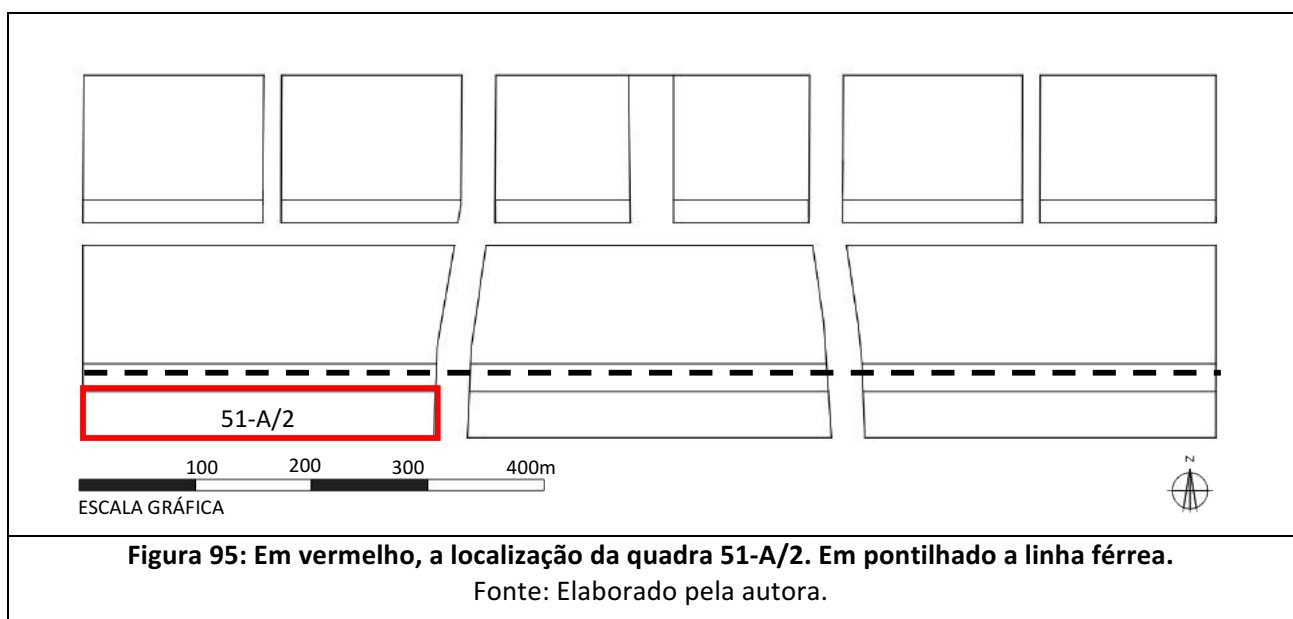 51-A/2
100 200 300 400m
ESCALA GRÁFICA
N
Figura 95: Em vermelho, a localização da quadra 51-A/2. Em pontilhado a linha férrea.
Fonte: Elaborado pela autora.